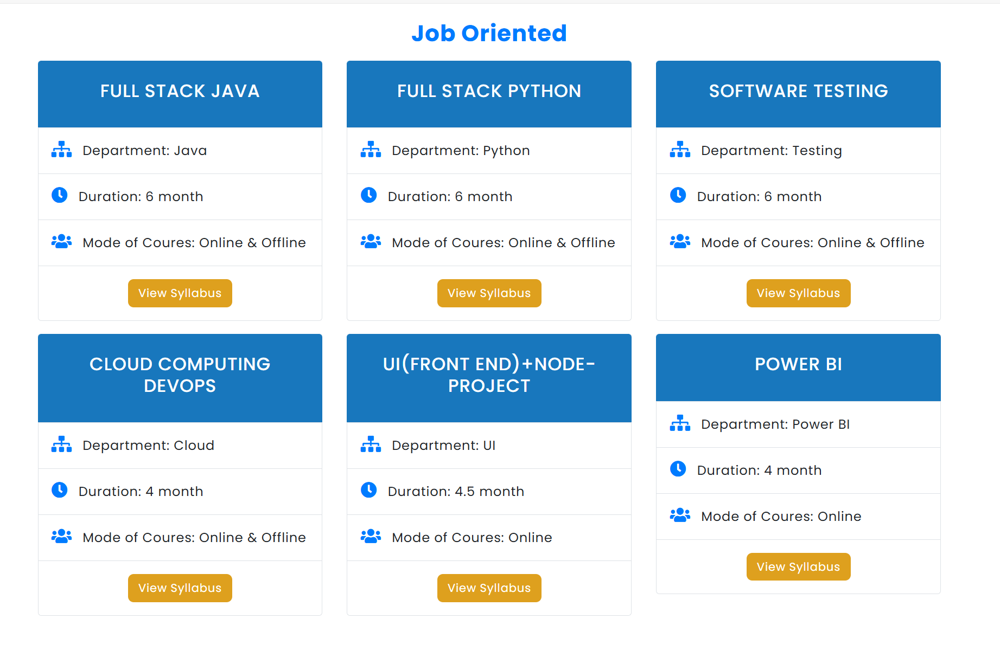 Job Oriented
FULL STACK JAVA
Department: Java
Duration: 6 month
Mode of Coures: Online & Offline
View Syllabus
FULL STACK PYTHON
Department: Python
Duration: 6 month
Mode of Coures: Online & Offline
View Syllabus
SOFTWARE TESTING
Department: Testing
Duration: 6 month
Mode of Coures: Online & Offline
View Syllabus
CLOUD COMPUTING
DEVOPS
Department: Cloud
Duration: 4 month
Mode of Coures: Online & Offline
View Syllabus
UI(FRONT END)+NODE-
PROJECT
Department: UI
Duration: 4.5 month
Mode of Coures: Online
View Syllabus
POWER BI
Department: Power BI
Duration: 4 month
Mode of Coures: Online
View Syllabus